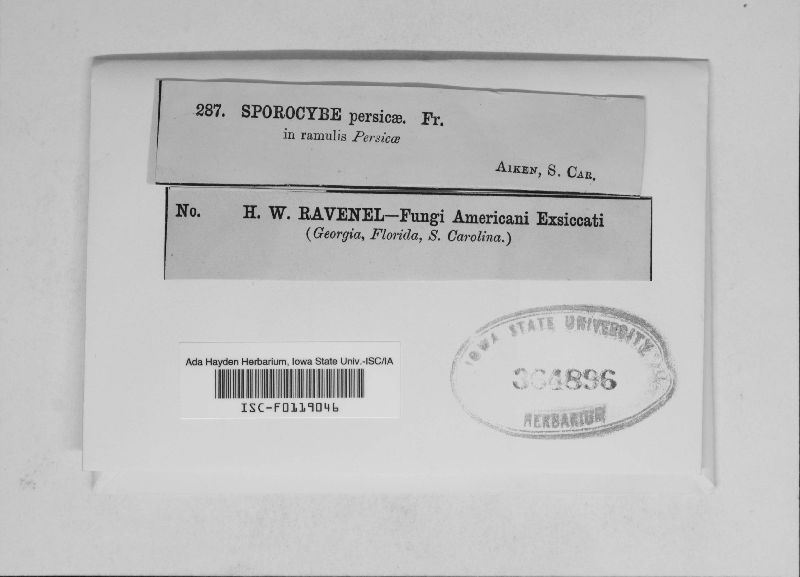 287. SPOROCYBE persicæ. Fr.
in ramulis Persicæ
AIKEN, S. CAR.
No. H. W. RAVENEL—Fungi Americani Exsiccati
(Georgia, Florida, S. Carolina.)
Ada Hayden Herbarium, Iowa State Univ.-ISC/IA
ISC-F0119046
IOWA STATE UNIVERSITY
364896
HERBARIUM